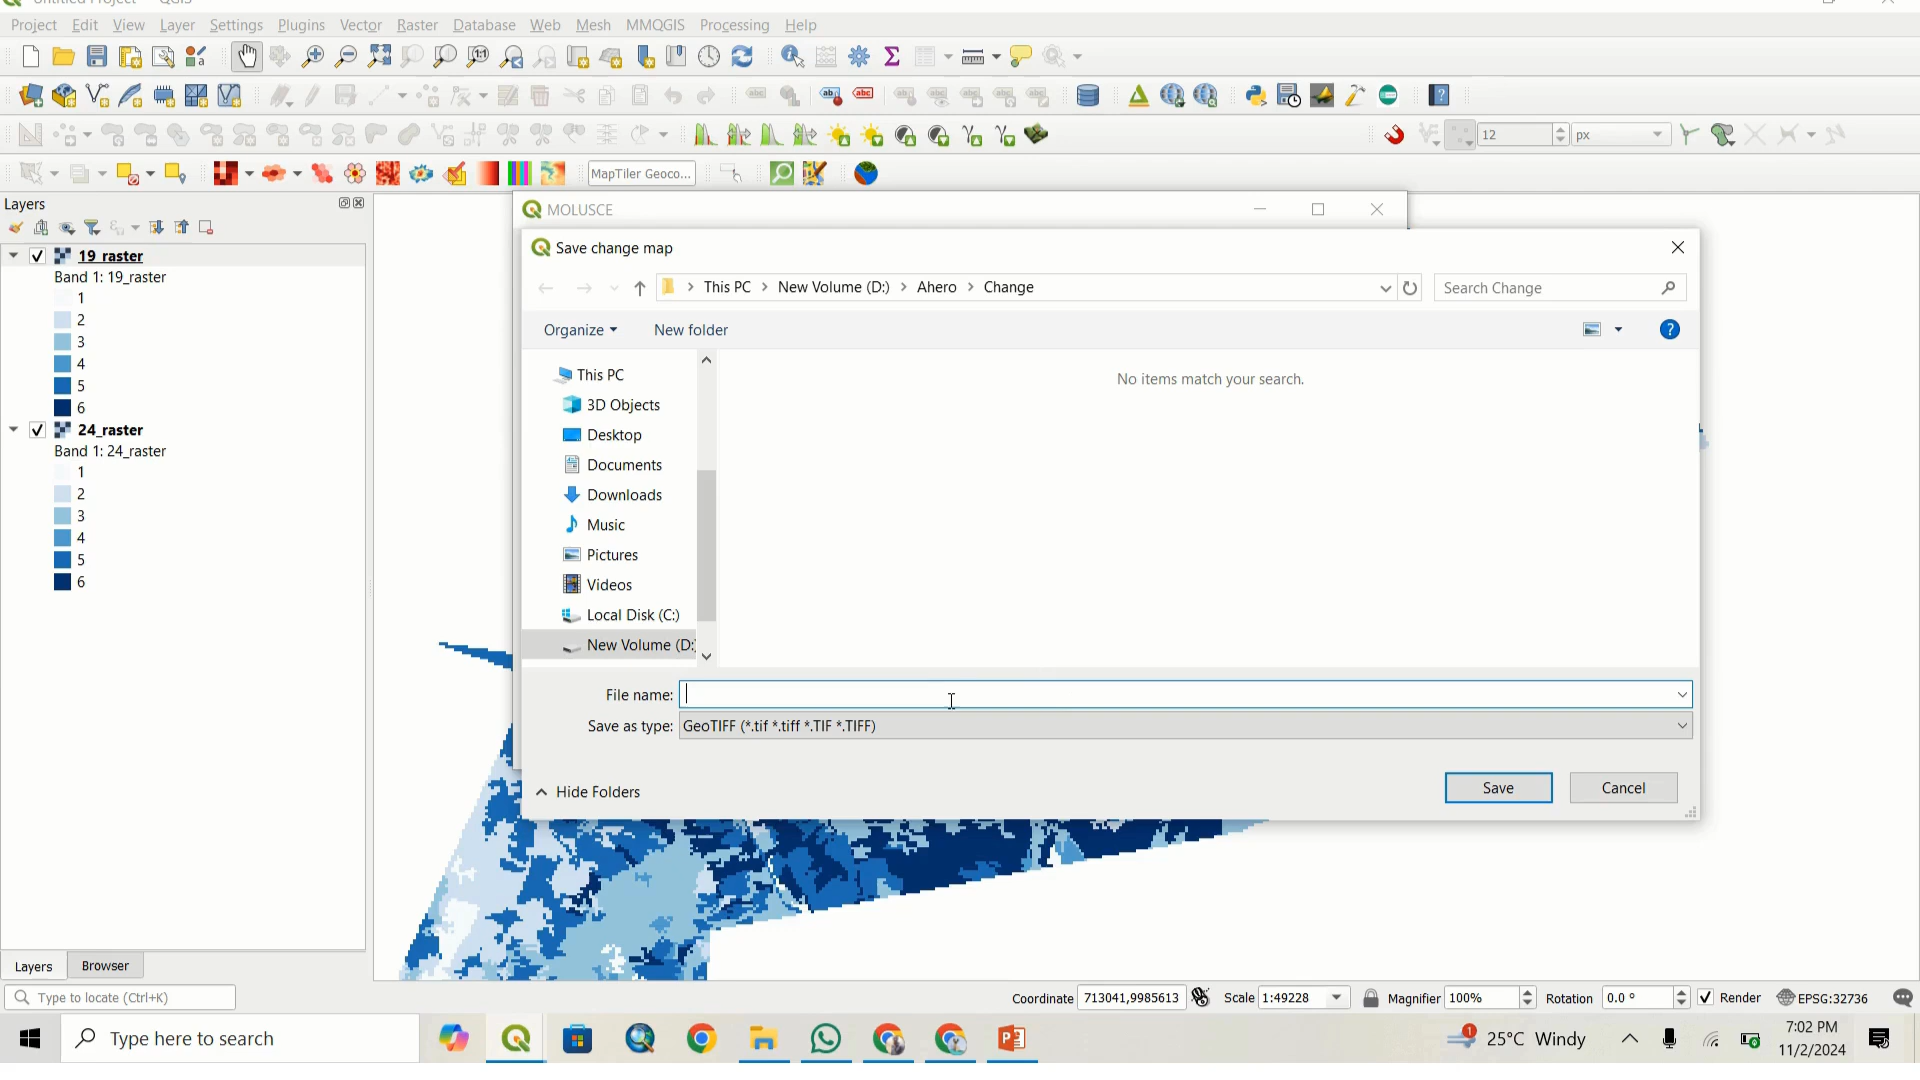 Untitled Project — QGIS
Project Edit View Layer Settings Plugins Vector Raster Database Web Mesh MMQGIS Processing Help
12 px
MapTiler Geoco...
Layers
19_raster
Band 1: 19_raster
1
2
3
4
5
6
24_raster
Band 1: 24_raster
1
2
3
4
5
6
Layers Browser
MOLUSCE
Save change map
This PC > New Volume (D:) > Ahero > Change
Search Change
Organize New folder
No items match your search.
This PC
3D Objects
Desktop
Documents
Downloads
Music
Pictures
Videos
Local Disk (C:)
New Volume (D:
File name:
Save as type: GeoTIFF (*.tif *.tiff *.TIF *.TIFF)
Hide Folders Save Cancel
Type to locate (Ctrl+K) Coordinate 713041,9985613 Scale 1:49228 Magnifier 100% Rotation 0.0 ° Render EPSG:32736
Type here to search 1 25°C Windy 7:02 PM
11/2/2024